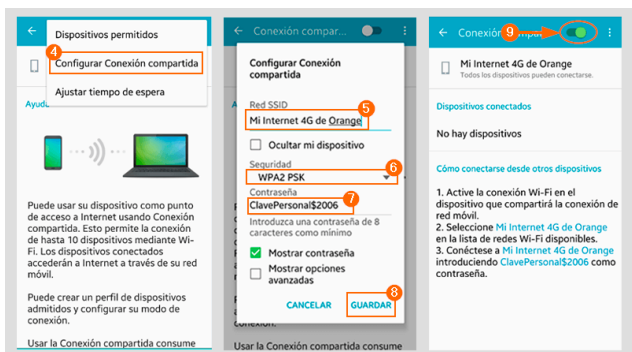 Dispositivos permitidos
4
Configurar Conexión compartida
Ajustar tiempo de espera
Ayuda
Puede usar su dispositivo como punto
de acceso a Internet usando Conexión
compartida. Esto permite la conexión
de hasta 10 dispositivos mediante Wi-
Fi. Los dispositivos conectados
accederán a Internet a través de su red
móvil.
Puede crear un perfil de dispositivos
admitidos y configurar su modo de
conexión.
Usar la Conexión compartida consume
Conexión compar...
Configurar Conexión
compartida
Red SSID
5
Mi Internet 4G de Orange
Ocultar mi dispositivo
Seguridad
6
WPA2 PSK
Contraseña
7
ClavePersonal$2006
Introduzca una contraseña de 8
caracteres como mínimo
Mostrar contraseña
Mostrar opciones
avanzadas
8
CANCELAR GUARDAR
conexión.
Usar la Conexión compartida consume
9
Mi Internet 4G de Orange
Todos los dispositivos pueden conectarse.
Dispositivos conectados
No hay dispositivos
Cómo conectarse desde otros dispositivos
1. Active la conexión Wi-Fi en el
dispositivo que compartirá la conexión de
red móvil.
2. Seleccione Mi Internet 4G de Orange
en la lista de redes Wi-Fi disponibles.
3. Conéctese a Mi Internet 4G de Orange
introduciendo ClavePersonal$2006 como
contraseña.